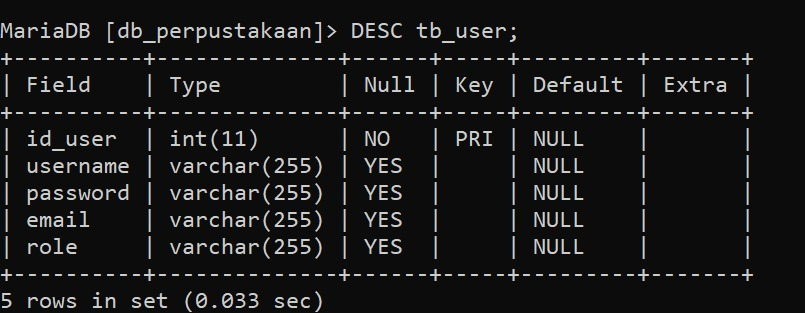 MariaDB [db_perpustakaan]> DESC tb_user;
+----------+--------------+------+-----+---------+-------+
| Field    | Type         | Null | Key | Default | Extra |
+----------+--------------+------+-----+---------+-------+
| id_user  | int(11)      | NO   | PRI | NULL    |       |
| username | varchar(255) | YES  |     | NULL    |       |
| password | varchar(255) | YES  |     | NULL    |       |
| email    | varchar(255) | YES  |     | NULL    |       |
| role     | varchar(255) | YES  |     | NULL    |       |
+----------+--------------+------+-----+---------+-------+
5 rows in set (0.033 sec)